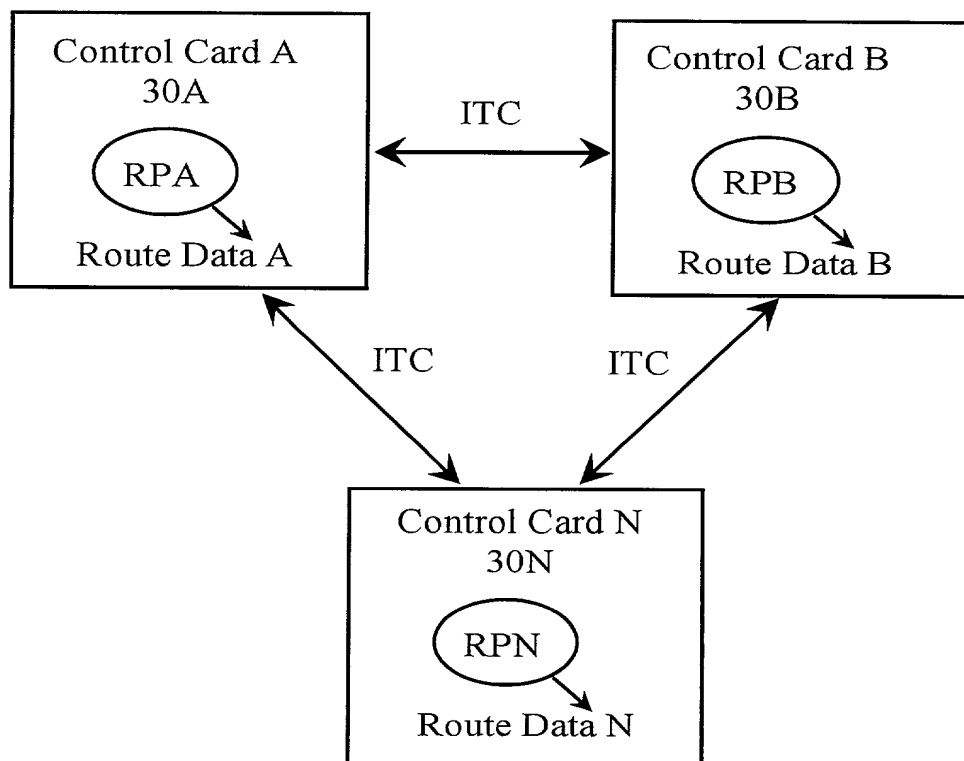 Control Card A
30A
RPA
Route Data A
ITC
Control Card B
30B
RPB
Route Data B
ITC
ITC
Control Card N
30N
RPN
Route Data N